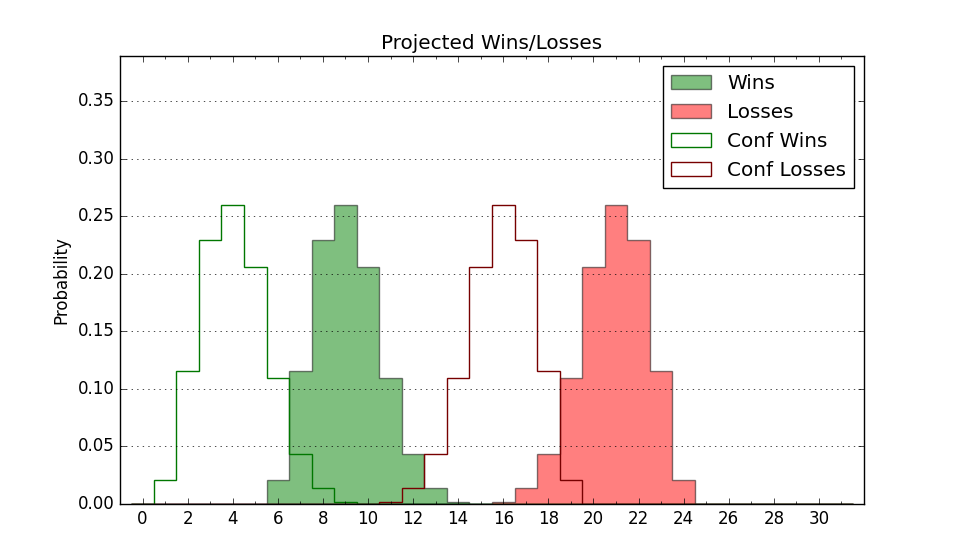 Projected Wins/Losses
Wins
Losses
Conf Wins
Conf Losses
Probability
0.35
0.30
0.25
0.20
0.15
0.10
0.05
0.00
0 2 4 6 8 10 12 14 16 18 20 22 24 26 28 30